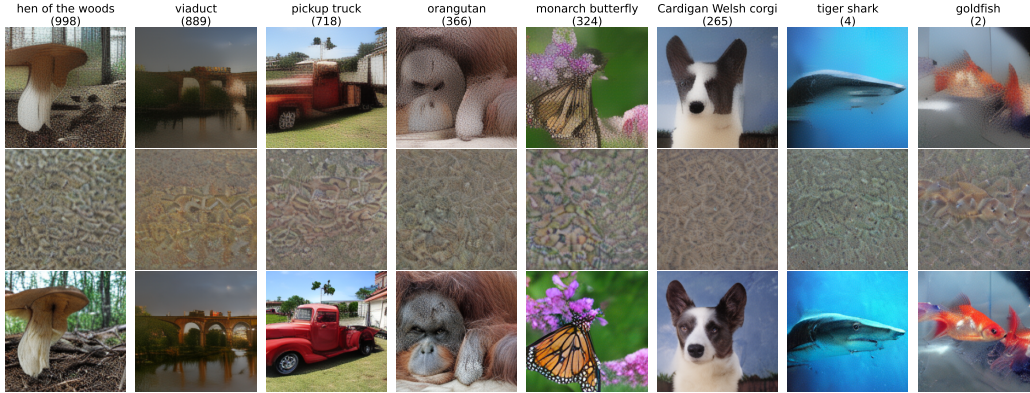 hen of the woods
(998)
viaduct
(889)
pickup truck
(718)
orangutan
(366)
monarch butterfly
(324)
Cardigan Welsh corgi
(265)
tiger shark
(4)
goldfish
(2)